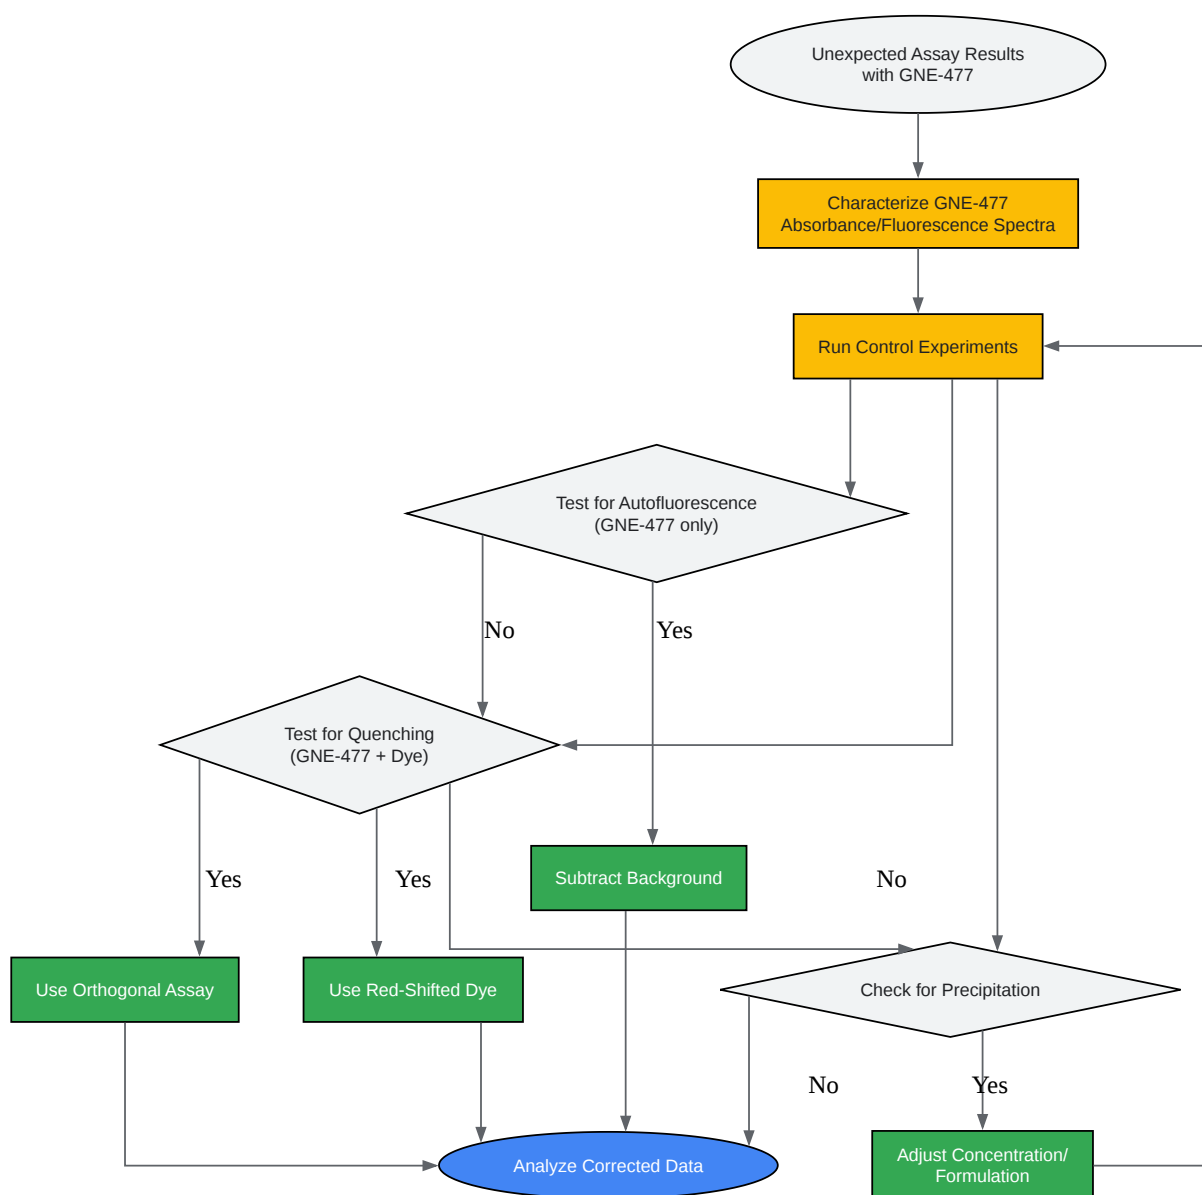 Unexpected Assay Results
with GNE-477
Characterize GNE-477
Absorbance/Fluorescence Spectra
Run Control Experiments
Test for Autofluorescence
(GNE-477 only)
No
Yes
Test for Quenching
(GNE-477 + Dye)
Yes
Yes
Subtract Background
No
Use Orthogonal Assay
Use Red-Shifted Dye
Check for Precipitation
No
Yes
Analyze Corrected Data
Adjust Concentration/
Formulation